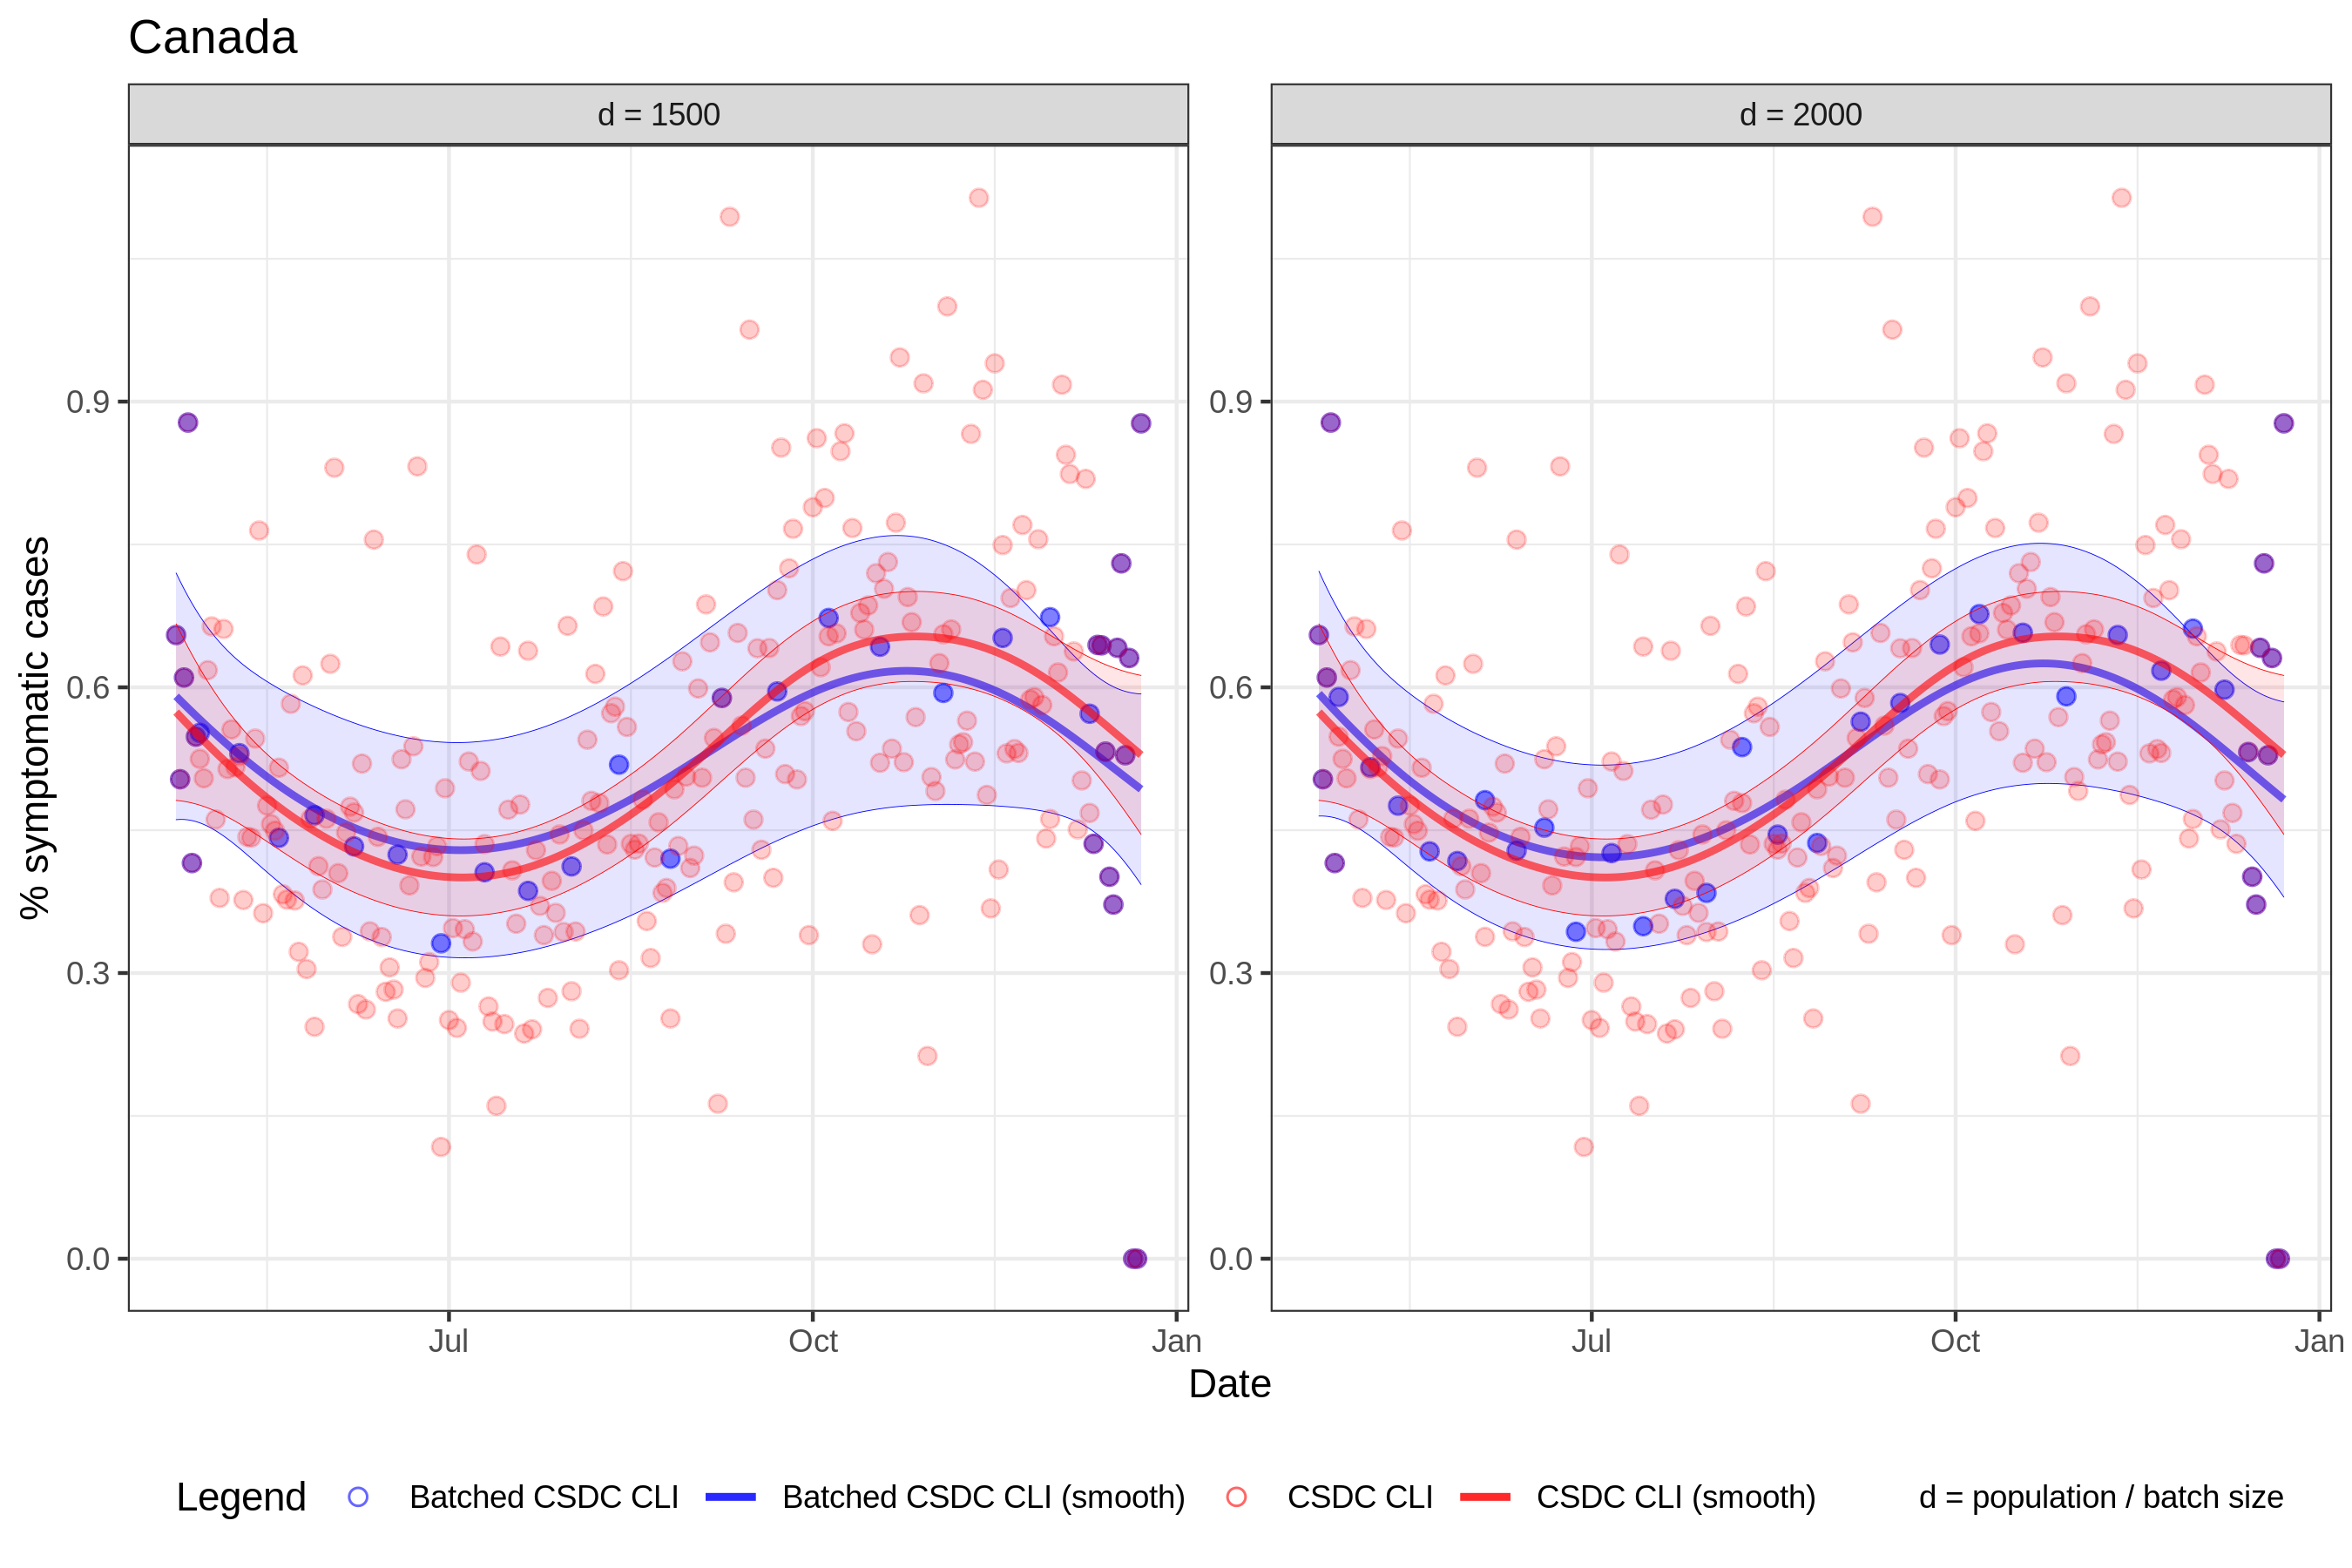 Canada
d = 1500
d = 2000
% symptomatic cases
0.9
0.6
0.3
0.0
0.9
0.6
0.3
0.0
Jul
Oct
Jan
Jul
Oct
Jan
Date
Legend
Batched CSDC CLI
Batched CSDC CLI (smooth)
CSDC CLI
CSDC CLI (smooth)
d = population / batch size